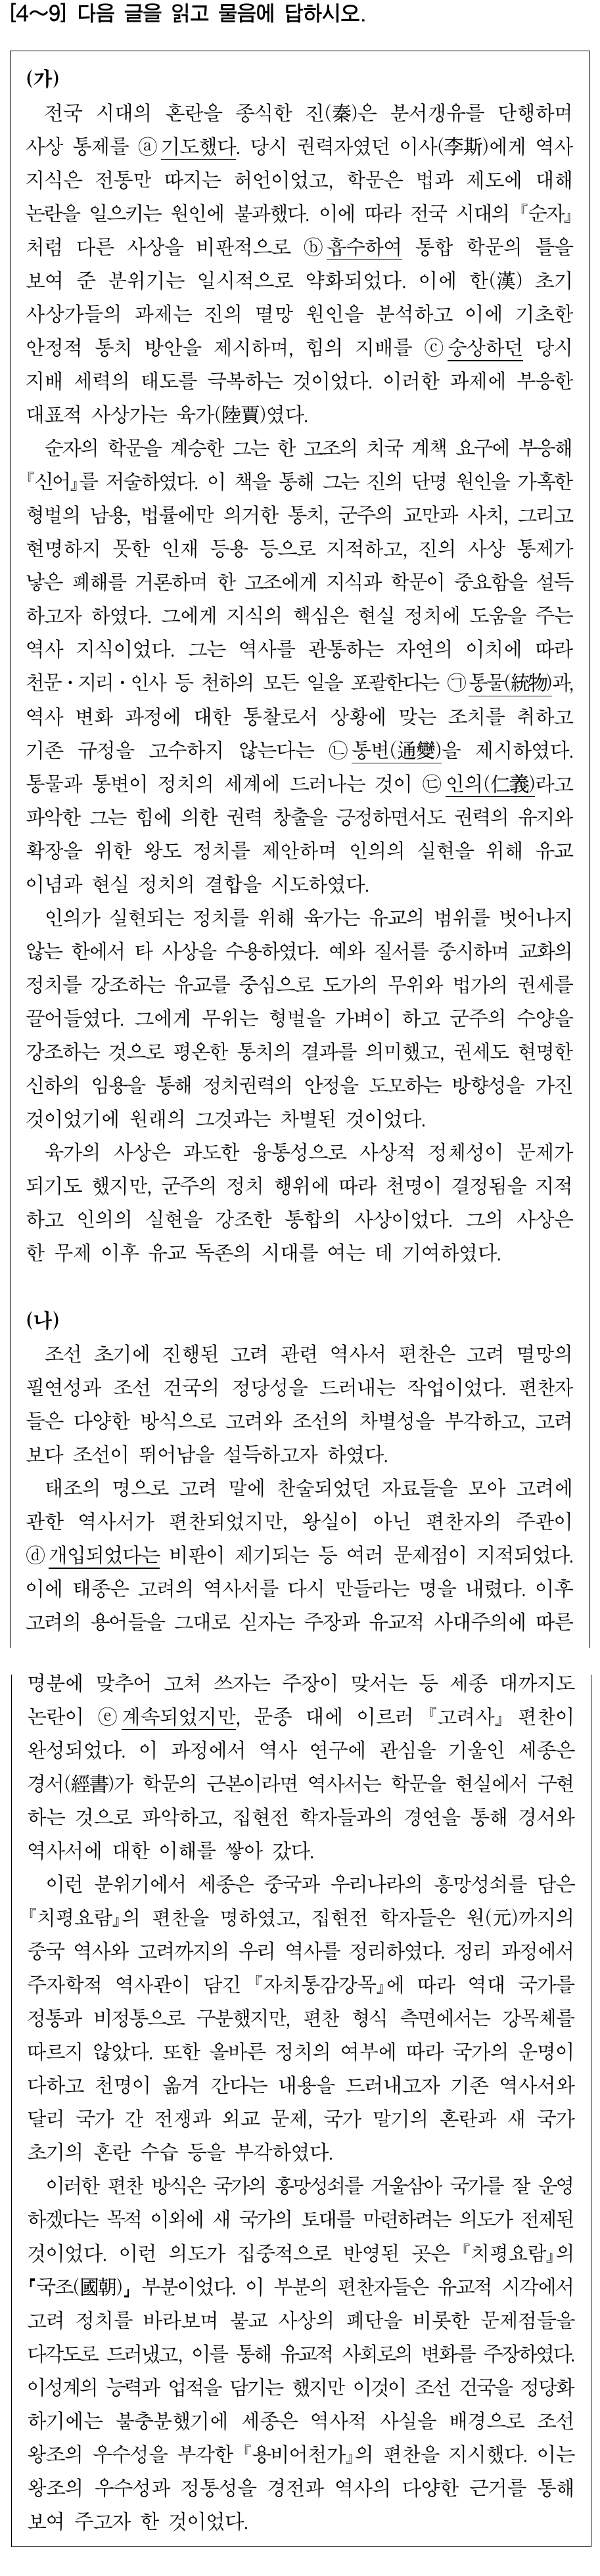 [4~9] 다음 글을 읽고 물음에 답하시오.
(가)
전국 시대의 혼란을 종식한 진(秦)은 분서갱유를 단행하며
사상 통제를 ⓐ기도했다. 당시 권력자였던 이사(李斯)에게 역사
지식은 전통만 따지는 허언이었고, 학문은 법과 제도에 대해
논란을 일으키는 원인에 불과했다. 이에 따라 전국 시대의 『순자』
처럼 다른 사상을 비판적으로 ⓑ흡수하여 통합 학문의 틀을
보여 준 분위기는 일시적으로 약화되었다. 이에 한(漢) 초기
사상가들의 과제는 진의 멸망 원인을 분석하고 이에 기초한
안정적 통치 방안을 제시하며, 힘의 지배를 ⓒ숭상하던 당시
지배 세력의 태도를 극복하는 것이었다. 이러한 과제에 부응한
대표적 사상가는 육가(陸賈)였다.
순자의 학문을 계승한 그는 한 고조의 치국 계책 요구에 부응해
『신어』를 저술하였다. 이 책을 통해 그는 진의 단명 원인을 가혹한
형벌의 남용, 법률에만 의거한 통치, 군주의 교만과 사치, 그리고
현명하지 못한 인재 등용 등으로 지적하고, 진의 사상 통제가
낳은 폐해를 거론하며 한 고조에게 지식과 학문이 중요함을 설득
하고자 하였다. 그에게 지식의 핵심은 현실 정치에 도움을 주는
역사 지식이었다. 그는 역사를 관통하는 자연의 이치에 따라
천문·지리·인사 등 천하의 모든 일을 포괄한다는 ㉠통물(統物)과,
역사 변화 과정에 대한 통찰로서 상황에 맞는 조치를 취하고
기존 규정을 고수하지 않는다는 ㉡통변(通變)을 제시하였다.
통물과 통변이 정치의 세계에 드러나는 것이 ㉢인의(仁義)라고
파악한 그는 힘에 의한 권력 창출을 긍정하면서도 권력의 유지와
확장을 위한 왕도 정치를 제안하며 인의의 실현을 위해 유교
이념과 현실 정치의 결합을 시도하였다.
인의가 실현되는 정치를 위해 육가는 유교의 범위를 벗어나지
않는 한에서 타 사상을 수용하였다. 예와 질서를 중시하며 교화의
정치를 강조하는 유교를 중심으로 도가의 무위와 법가의 권세를
끌어들였다. 그에게 무위는 형벌을 가벼이 하고 군주의 수양을
강조하는 것으로 평온한 통치의 결과를 의미했고, 권세도 현명한
신하의 임용을 통해 정치권력의 안정을 도모하는 방향성을 가진
것이었기에 원래의 그것과는 차별된 것이었다.
육가의 사상은 과도한 융통성으로 사상적 정체성이 문제가
되기도 했지만, 군주의 정치 행위에 따라 천명이 결정됨을 지적
하고 인의의 실현을 강조한 통합의 사상이었다. 그의 사상은
한 무제 이후 유교 독존의 시대를 여는 데 기여하였다.
(나)
조선 초기에 진행된 고려 관련 역사서 편찬은 고려 멸망의
필연성과 조선 건국의 정당성을 드러내는 작업이었다. 편찬자
들은 다양한 방식으로 고려와 조선의 차별성을 부각하고, 고려
보다 조선이 뛰어남을 설득하고자 하였다.
태조의 명으로 고려 말에 찬술되었던 자료들을 모아 고려에
관한 역사서가 편찬되었지만, 왕실이 아닌 편찬자의 주관이
ⓓ개입되었다는 비판이 제기되는 등 여러 문제점이 지적되었다.
이에 태종은 고려의 역사서를 다시 만들라는 명을 내렸다. 이후
고려의 용어들을 그대로 싣자는 주장과 유교적 사대주의에 따른
명분에 맞추어 고쳐 쓰자는 주장이 맞서는 등 세종 대까지도
논란이 ⓔ계속되었지만, 문종 대에 이르러 『고려사』 편찬이
완성되었다. 이 과정에서 역사 연구에 관심을 기울인 세종은
경서(經書)가 학문의 근본이라면 역사서는 학문을 현실에서 구현
하는 것으로 파악하고, 집현전 학자들과의 경연을 통해 경서와
역사서에 대한 이해를 쌓아 갔다.
이런 분위기에서 세종은 중국과 우리나라의 흥망성쇠를 담은
『치평요람』의 편찬을 명하였고, 집현전 학자들은 원(元)까지의
중국 역사와 고려까지의 우리 역사를 정리하였다. 정리 과정에서
주자학적 역사관이 담긴 『자치통감강목』에 따라 역대 국가를
정통과 비정통으로 구분했지만, 편찬 형식 측면에서는 강목체를
따르지 않았다. 또한 올바른 정치의 여부에 따라 국가의 운명이
다하고 천명이 옮겨 간다는 내용을 드러내고자 기존 역사서와
달리 국가 간 전쟁과 외교 문제, 국가 말기의 혼란과 새 국가
초기의 혼란 수습 등을 부각하였다.
이러한 편찬 방식은 국가의 흥망성쇠를 거울삼아 국가를 잘 운영
하겠다는 목적 이외에 새 국가의 토대를 마련하려는 의도가 전제된
것이었다. 이런 의도가 집중적으로 반영된 곳은 『치평요람』의
「국조(國朝)」 부분이었다. 이 부분의 편찬자들은 유교적 시각에서
고려 정치를 바라보며 불교 사상의 폐단을 비롯한 문제점들을
다각도로 드러냈고, 이를 통해 유교적 사회로의 변화를 주장하였다.
이성계의 능력과 업적을 담기는 했지만 이것이 조선 건국을 정당화
하기에는 불충분했기에 세종은 역사적 사실을 배경으로 조선
왕조의 우수성을 부각한 『용비어천가』의 편찬을 지시했다. 이는
왕조의 우수성과 정통성을 경전과 역사의 다양한 근거를 통해
보여 주고자 한 것이었다.